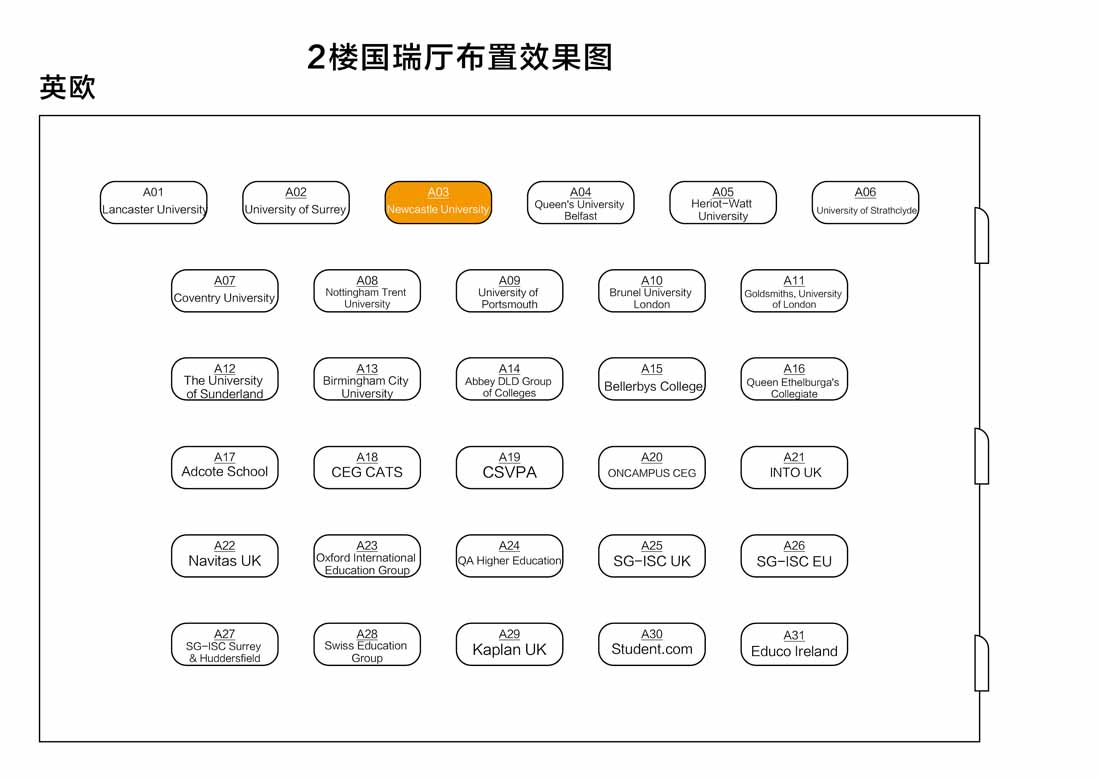 2楼国瑞厅布置效果图
英欧
A01
Lancaster University
A02
University of Surrey
A03
Newcastle University
A04
Queen's University
Belfast
A05
Heriot-Watt
University
A06
University of Strathclyde
A07
Coventry University
A08
Nottingham Trent
University
A09
University of
Portsmouth
A10
Brunel University
London
A11
Goldsmiths, University
of London
A12
The University
of Sunderland
A13
Birmingham City
University
A14
Abbey DLD Group
of Colleges
A15
Bellerbys College
A16
Queen Ethelburga's
Collegiate
A17
Adcote School
A18
CEG CATS
A19
CSVPA
A20
ONCAMPUS CEG
A21
INTO UK
A22
Navitas UK
A23
Oxford International
Education Group
A24
QA Higher Education
A25
SG-ISC UK
A26
SG-ISC EU
A27
SG-ISC Surrey
& Huddersfield
A28
Swiss Education
Group
A29
Kaplan UK
A30
Student.com
A31
Educo Ireland